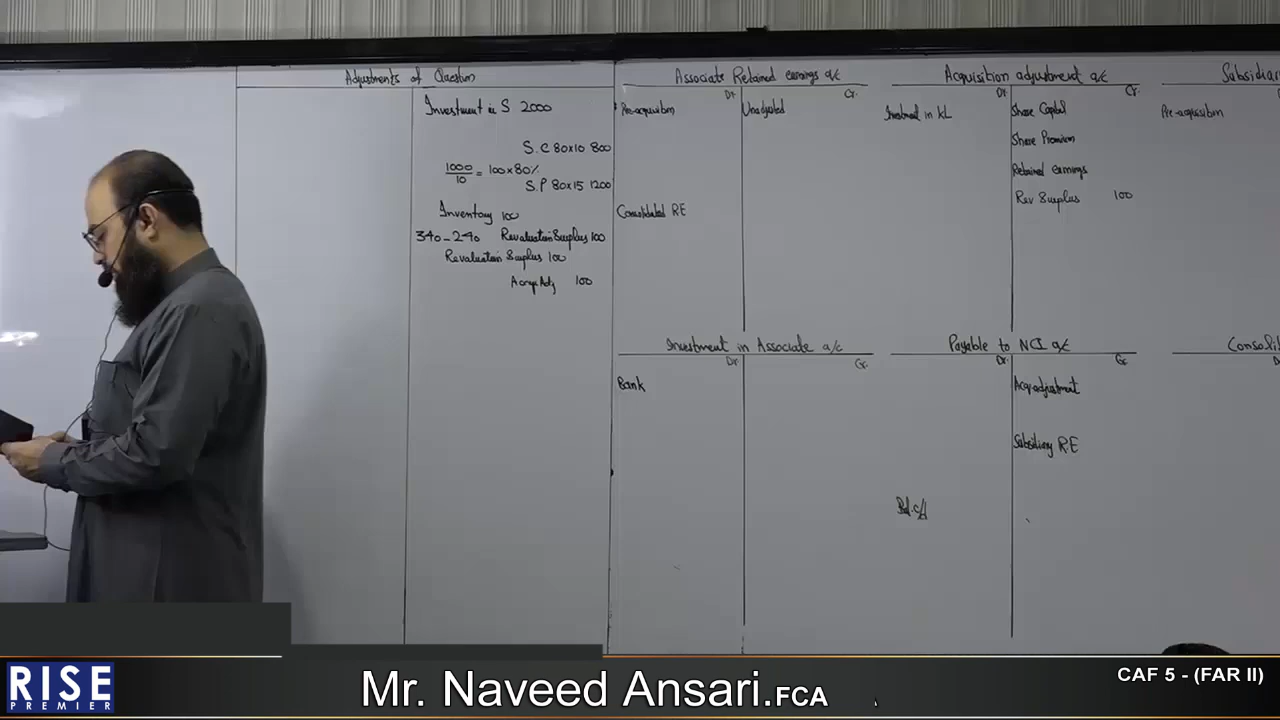 Adjustments of Question
Investment in S 2000
S.C 80x10 800
1000/10 = 100x80%
S.P 80x15 1200
Inventory 100
340-240 Revaluation Surplus 100
Revaluation Surplus 100
Acqu Adj 100
Associate Retained earnings a/c
Dr. Cr.
Pre-acquisition Unadjusted
Consolidated RE
Acquisition adjustment a/c
Dr. Cr.
Investment in KL Share Capital
Share Premium
Retained earnings
Rev Surplus 100
Subsidiar
Pre-acquisition
Investment in Associate a/c
Dr. Cr.
Bank
Payable to NCI a/c
Dr. Cr.
Acqu-adjustment
Subsidiary RE
Bal. c/d
Consoli
RISE
PREMIER
Mr. Naveed Ansari.FCA
CAF 5 - (FAR II)